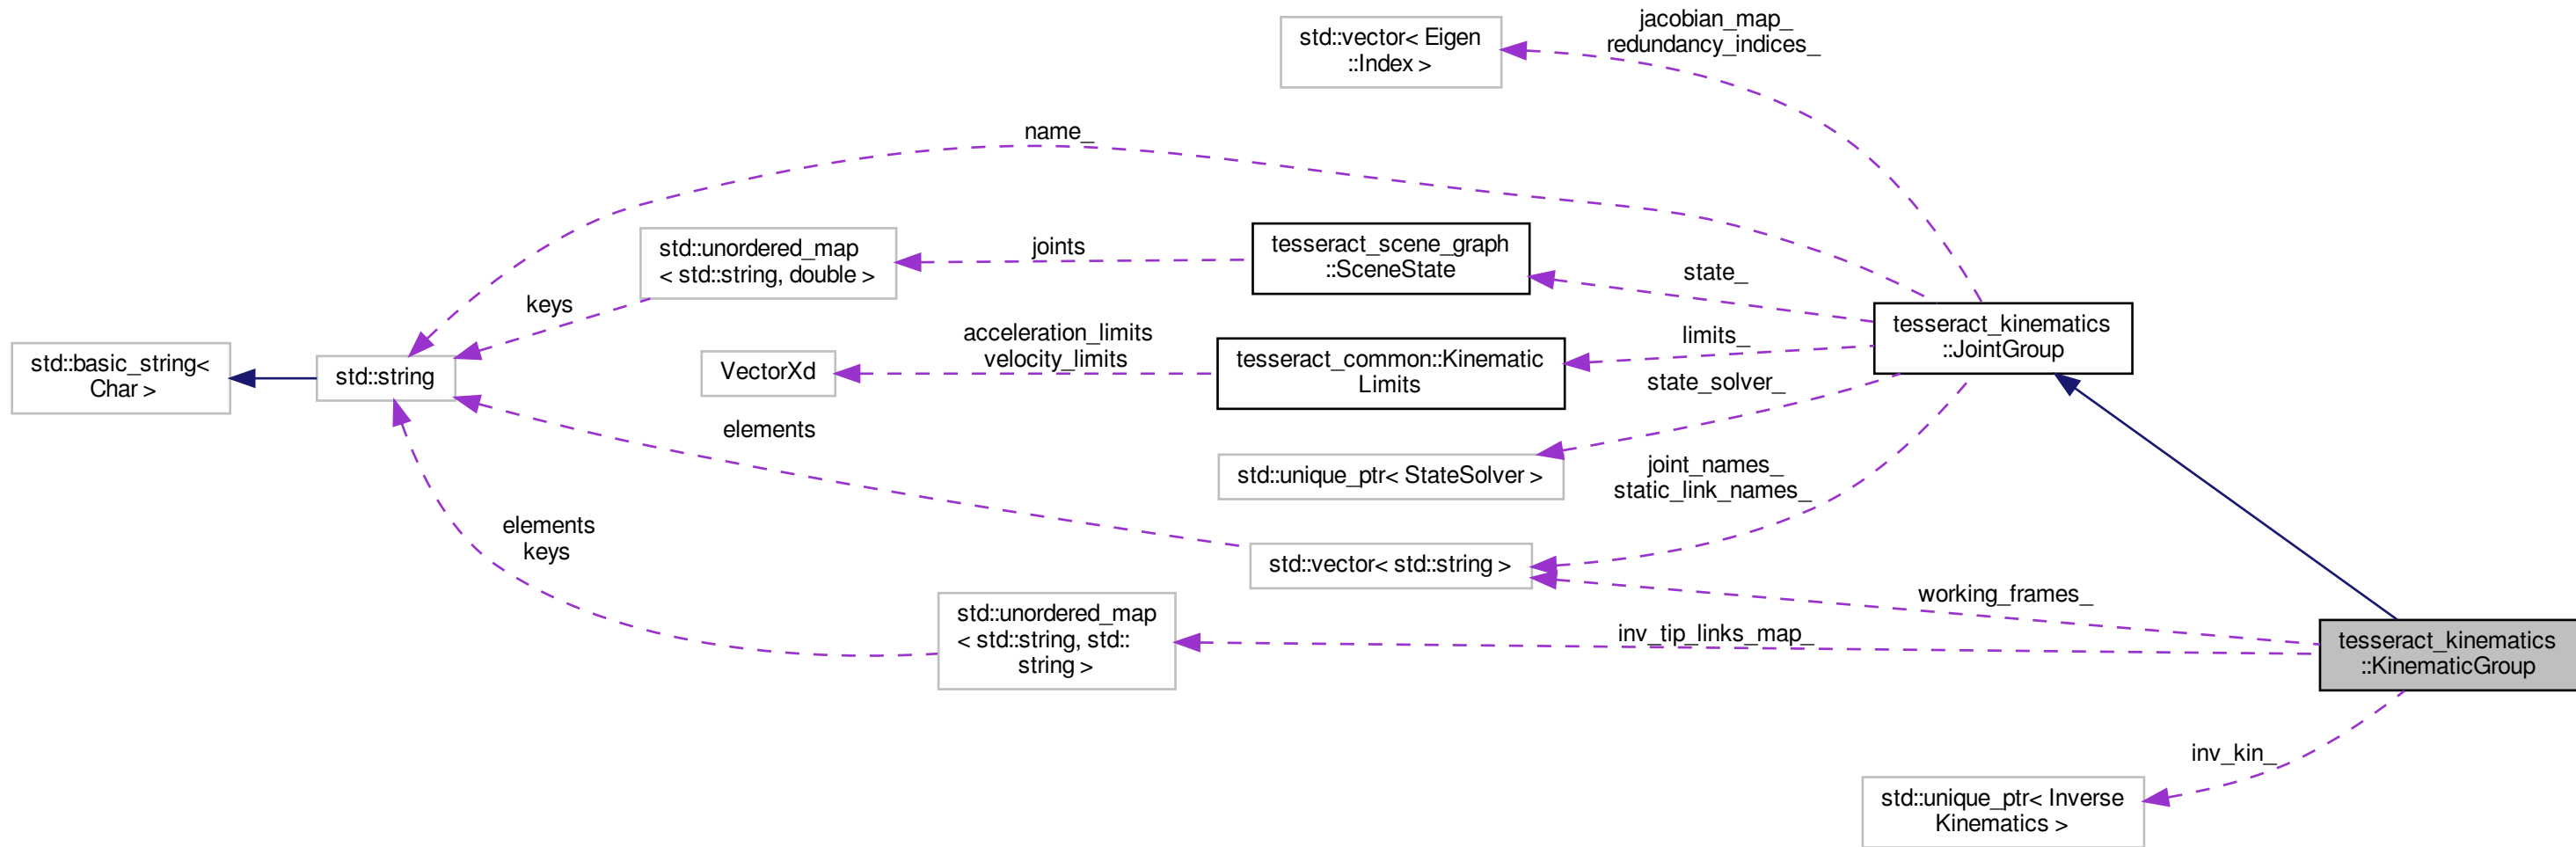 jacobian_map_
redundancy_indices_
std::vector< Eigen
::Index >
name_
std::unordered_map
< std::string, double >
joints
tesseract_scene_graph
::SceneState
state_
keys
tesseract_kinematics
::JointGroup
std::basic_string<
Char >
std::string
VectorXd
acceleration_limits
velocity_limits
tesseract_common::Kinematic
Limits
limits_
state_solver_
elements
std::unique_ptr< StateSolver >
joint_names_
static_link_names_
elements
keys
std::vector< std::string >
working_frames_
std::unordered_map
< std::string, std::
string >
inv_tip_links_map_
tesseract_kinematics
::KinematicGroup
inv_kin_
std::unique_ptr< Inverse
Kinematics >